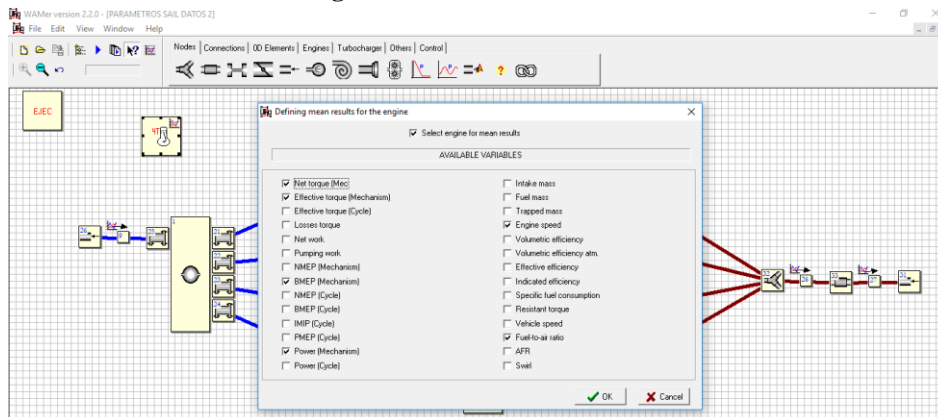 WAMer version 2.2.0 - [PARAMETROS SAIL DATOS 2]
File Edit View Window Help
Nodes Connections 0D Elements Engines Turbocharger Others Control
EJEC
4T
Defining mean results for the engine
Select engine for mean results
AVAILABLE VARIABLES
Net torque (Mec)
Effective torque (Mechanism)
Effective torque (Cycle)
Losses torque
Net work
Pumping work
NMEP (Mechanism)
BMEP (Mechanism)
NMEP (Cycle)
BMEP (Cycle)
IMIP (Cycle)
PMEP (Cycle)
Power (Mechanism)
Power (Cycle)
Intake mass
Fuel mass
Trapped mass
Engine speed
Volumetric efficiency
Volumetric efficiency atm.
Effective efficiency
Indicated efficiency
Specific fuel consumption
Resistant torque
Vehicle speed
Fuel-to-air ratio
AFR
Swirl
OK Cancel